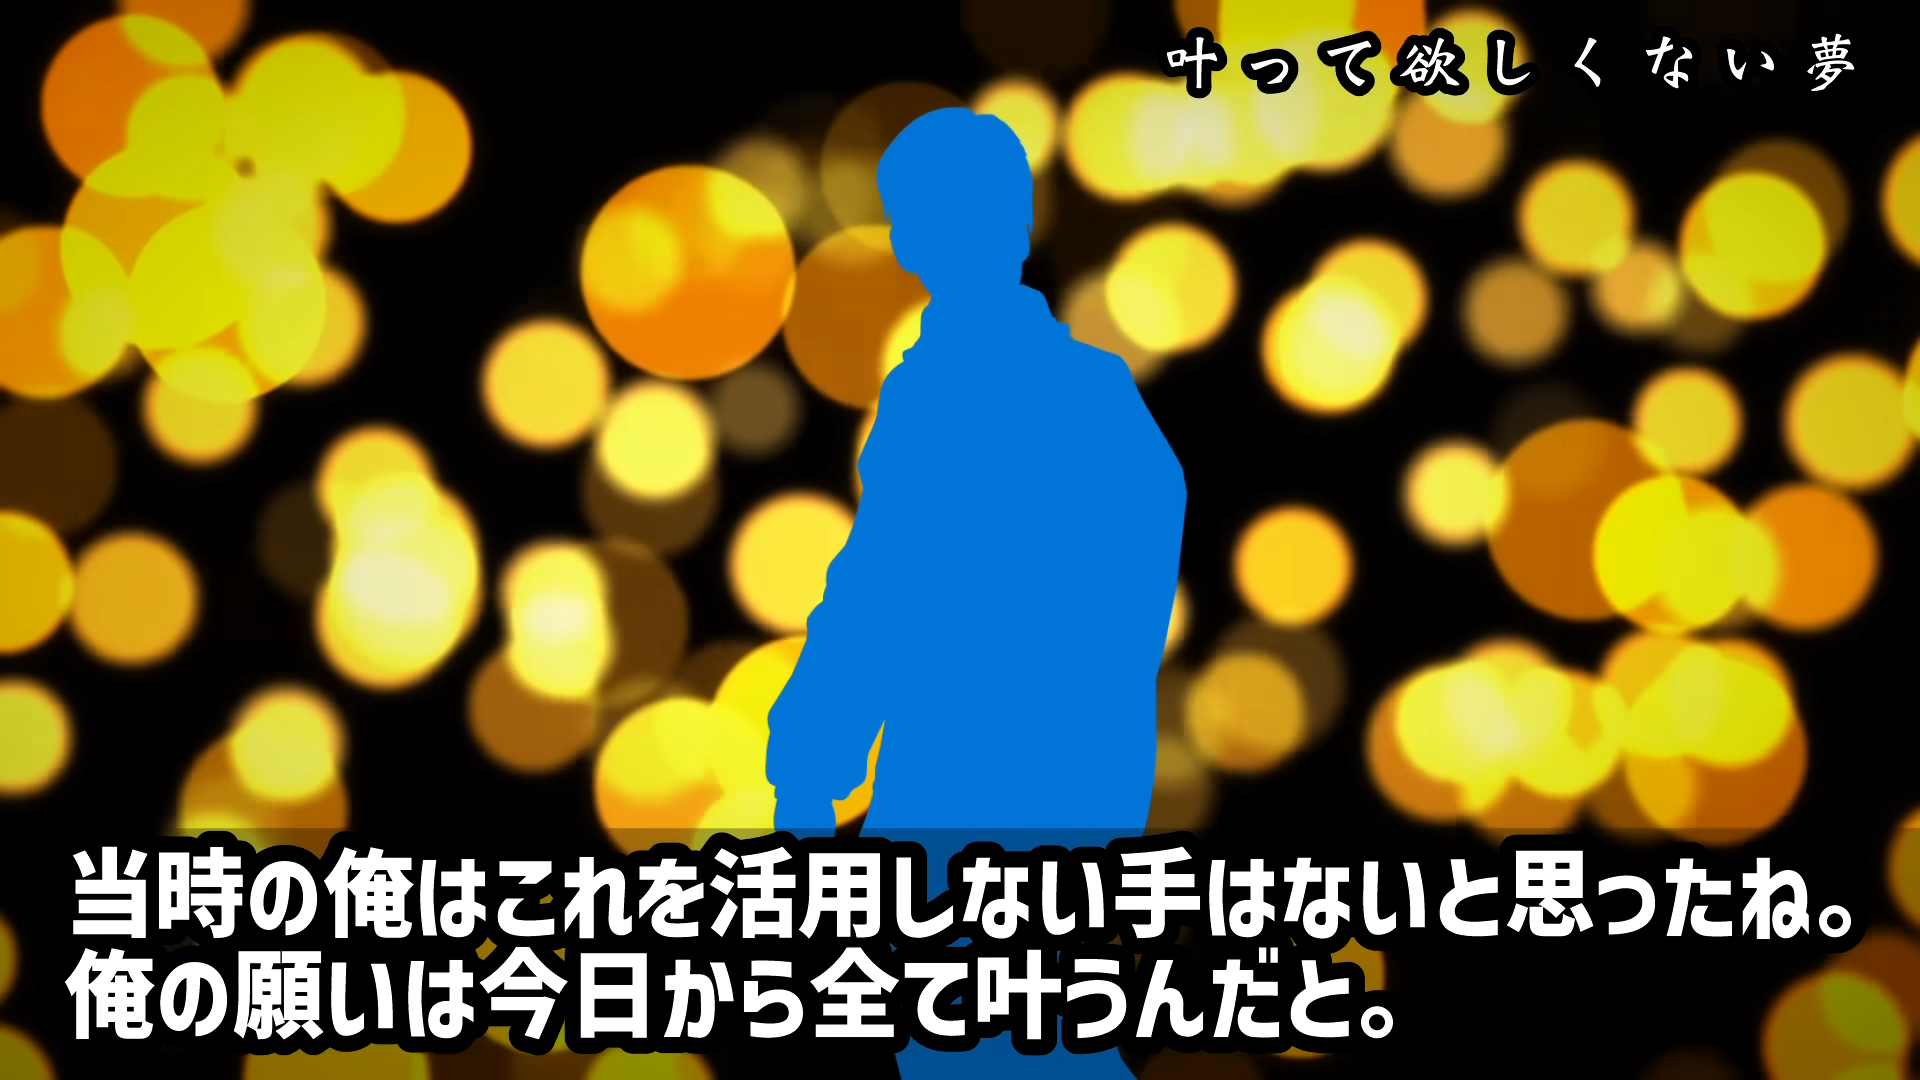 叶って欲しくない夢
当時の俺はこれを活用しない手はないと思ったね。
俺の願いは今日から全て叶うんだと。